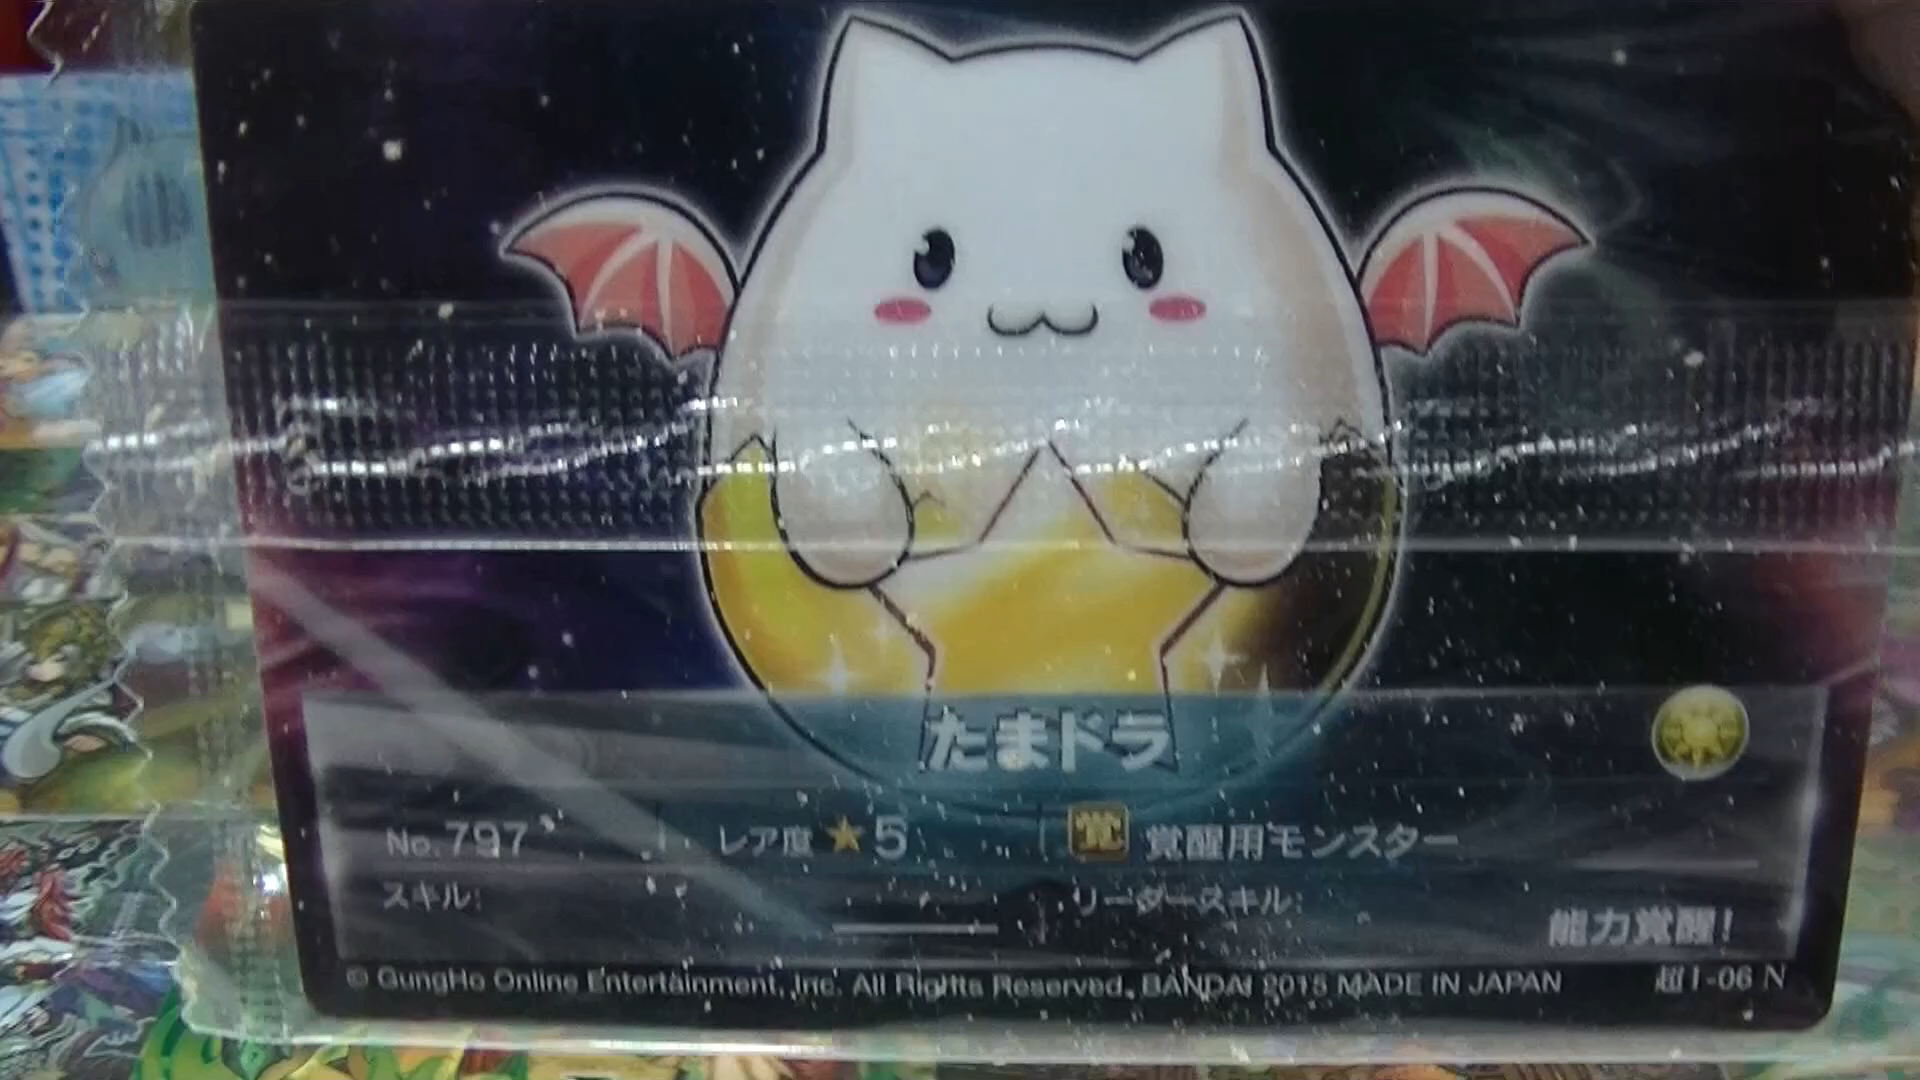 たまドラ
No.797 レア度★5 覚 覚醒用モンスター
スキル: リーダースキル:
能力覚醒!
© GungHo Online Entertainment, Inc. All Rights Reserved. BANDAI 2015 MADE IN JAPAN 超1-06 N